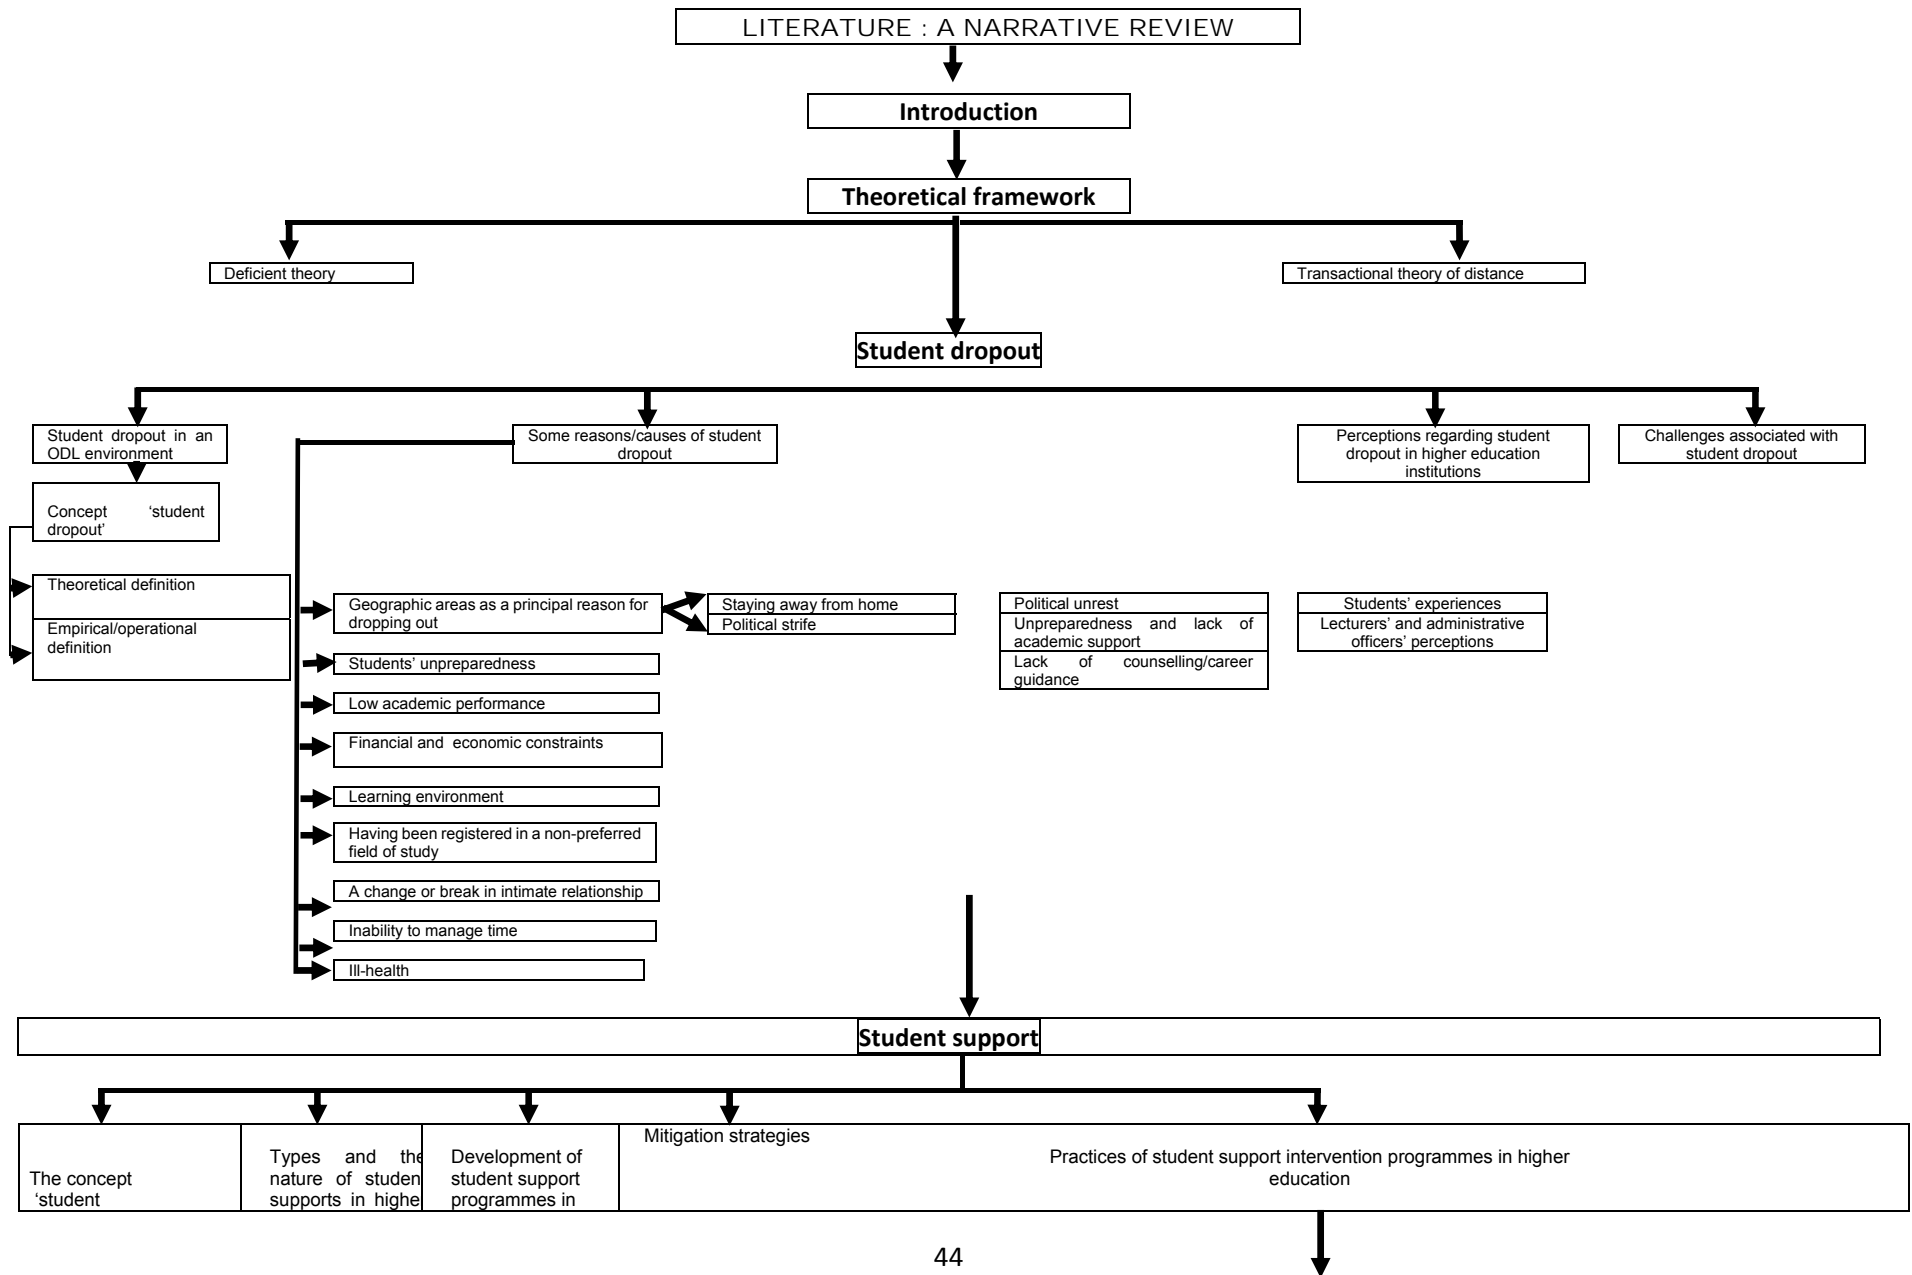 LITERATURE : A NARRATIVE REVIEW
Introduction
Theoretical framework
Deficient theory
Transactional theory of distance
Student dropout
Student dropout in an
ODL environment
Some reasons/causes of student
dropout
Perceptions regarding student
dropout in higher education
institutions
Challenges associated with
student dropout
Concept ‘student
dropout’
Theoretical definition
Empirical/operational
definition
Geographic areas as a principal reason for
dropping out
Staying away from home
Political strife
Political unrest
Unpreparedness and lack of
academic support
Lack of counselling/career
guidance
Students’ experiences
Lecturers’ and administrative
officers’ perceptions
Students’ unpreparedness
Low academic performance
Financial and economic constraints
Learning environment
Having been registered in a non-preferred
field of study
A change or break in intimate relationship
Inability to manage time
Ill-health
Student support
The concept
‘student
Types and the
nature of studen
supports in highe
Development of
student support
programmes in
Mitigation strategies
Practices of student support intervention programmes in higher
education
44